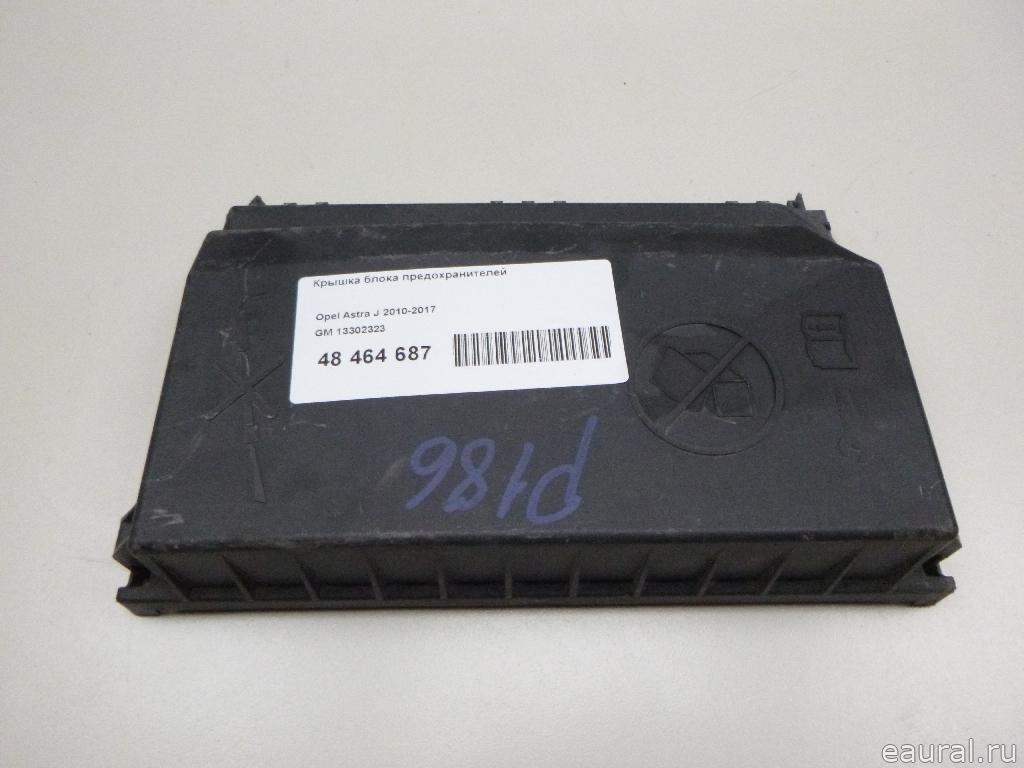 Крышка блока предохранителей
Opel Astra J 2010-2017
GM 13302323
48 464 687
p186
eaural.ru